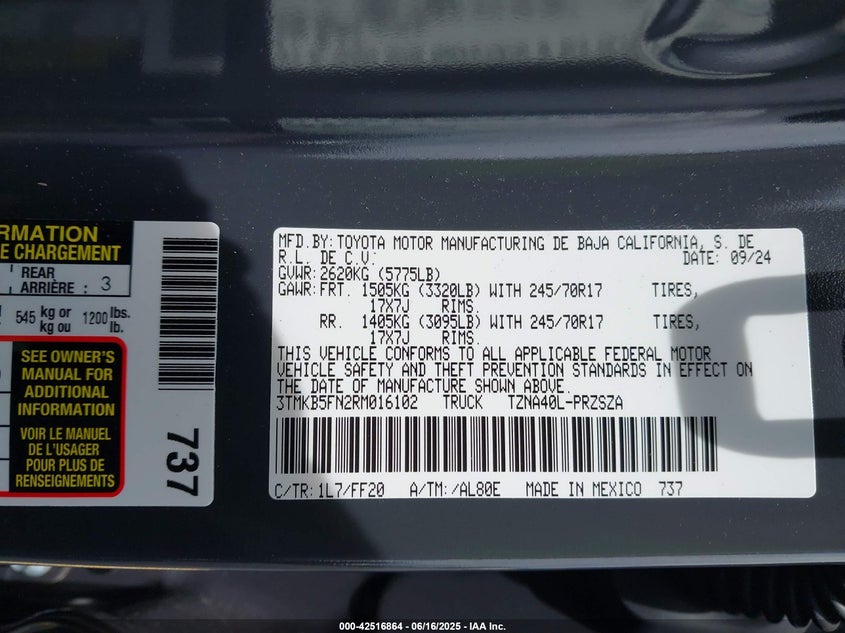 RMATION
E CHARGEMENT
REAR
ARRIÈRE : 3
545 kg or 1200 lbs.
kg ou lb.
SEE OWNER'S
MANUAL FOR
ADDITIONAL
INFORMATION
VOIR LE MANUEL
DE L'USAGER
POUR PLUS DE
RENSEIGNEMENTS
737
MFD.BY: TOYOTA MOTOR MANUFACTURING DE BAJA CALIFORNIA, S. DE
R.L. DE C.V. DATE: 09/24
GVWR: 2620KG (5775LB)
GAWR: FRT. 1505KG (3320LB) WITH 245/70R17 TIRES,
17X7J RIMS.
RR. 1405KG (3095LB) WITH 245/70R17 TIRES,
17X7J RIMS.
THIS VEHICLE CONFORMS TO ALL APPLICABLE FEDERAL MOTOR
VEHICLE SAFETY AND THEFT PREVENTION STANDARDS IN EFFECT ON
THE DATE OF MANUFACTURE SHOWN ABOVE.
3TMKB5FN2RM016102 TRUCK TZNA40L-PRZSZA
C/TR: 1L7/FF20 A/TM: /AL80E MADE IN MEXICO 737
000-42516864 / 06/16/2025 - IAA Inc.